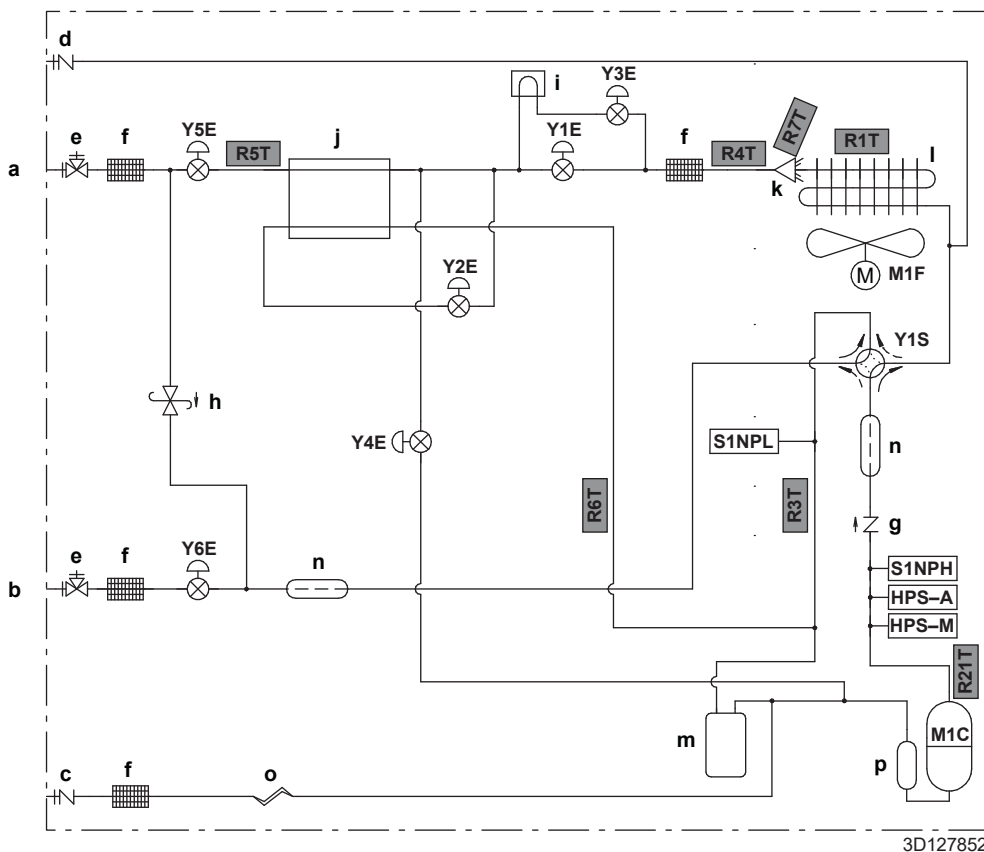 d
i
Y3E
e
f
Y5E
R5T
j
Y1E
f
R4T
R7T
R1T
l
a
k
Y2E
M
M1F
Y1S
h
Y4E
S1NPL
n
R6T
R3T
g
e
f
Y6E
n
S1NPH
b
HPS–A
HPS–M
R21T
m
M1C
p
c
f
o
3D127852